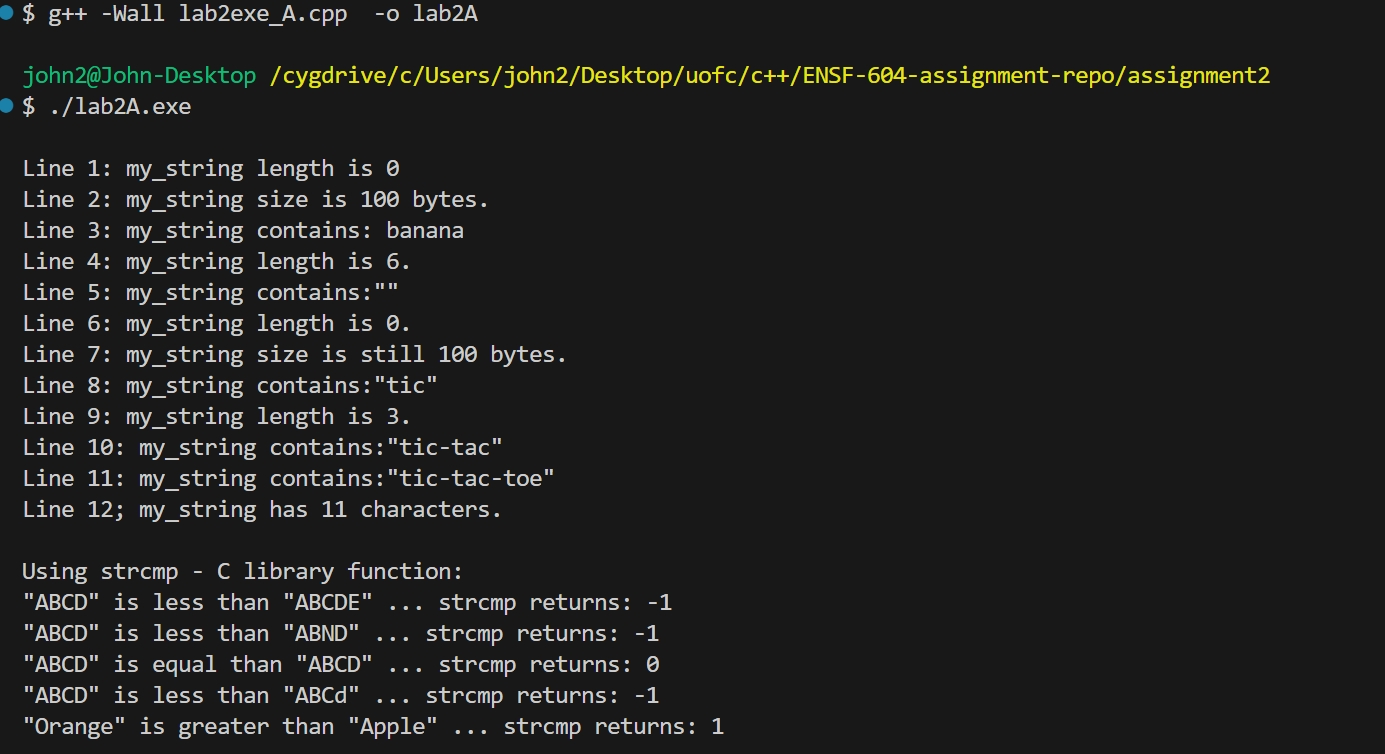 $ g++ -Wall lab2exe_A.cpp  -o lab2A
john2@John-Desktop /cygdrive/c/Users/john2/Desktop/uofc/c++/ENSF-604-assignment-repo/assignment2
$ ./lab2A.exe
Line 1: my_string length is 0
Line 2: my_string size is 100 bytes.
Line 3: my_string contains: banana
Line 4: my_string length is 6.
Line 5: my_string contains:""
Line 6: my_string length is 0.
Line 7: my_string size is still 100 bytes.
Line 8: my_string contains:"tic"
Line 9: my_string length is 3.
Line 10: my_string contains:"tic-tac"
Line 11: my_string contains:"tic-tac-toe"
Line 12; my_string has 11 characters.
Using strcmp - C library function:
"ABCD" is less than "ABCDE" ... strcmp returns: -1
"ABCD" is less than "ABND" ... strcmp returns: -1
"ABCD" is equal than "ABCD" ... strcmp returns: 0
"ABCD" is less than "ABCd" ... strcmp returns: -1
"Orange" is greater than "Apple" ... strcmp returns: 1